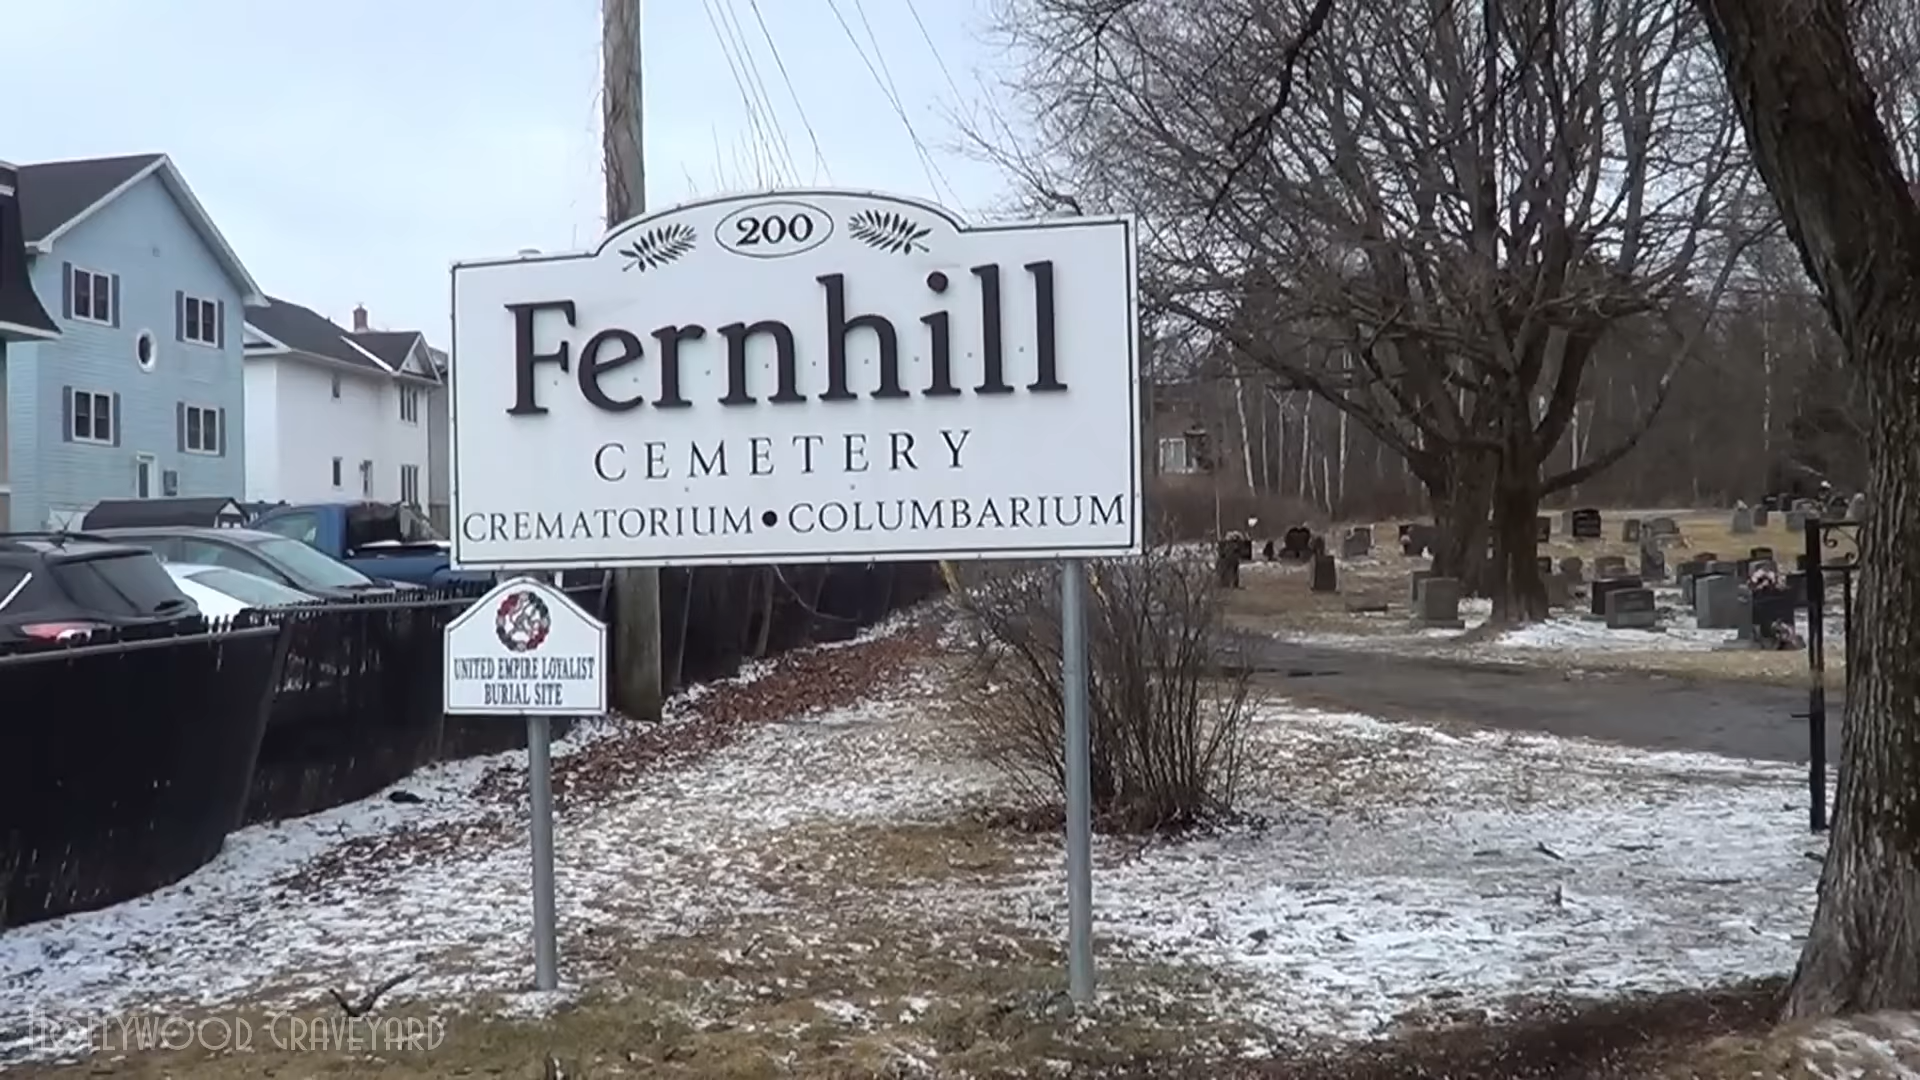 200
Fernhill
CEMETERY
CREMATORIUM • COLUMBARIUM
UNITED EMPIRE LOYALIST
BURIAL SITE
HOLLYWOOD GRAVEYARD